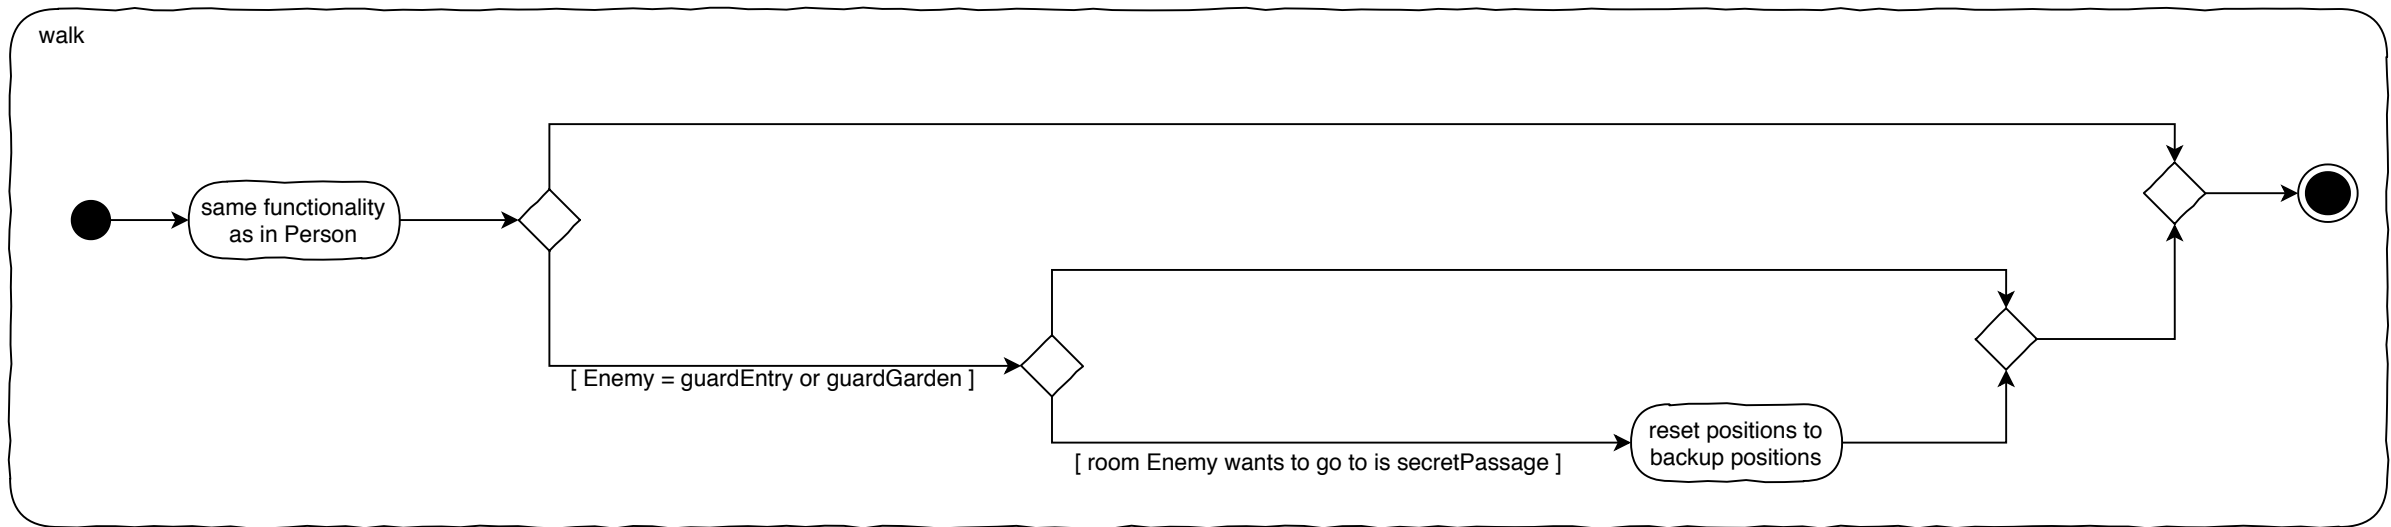 walk
same functionality
as in Person
[ Enemy = guardEntry or guardGarden ]
[ room Enemy wants to go to is secretPassage ]
reset positions to
backup positions